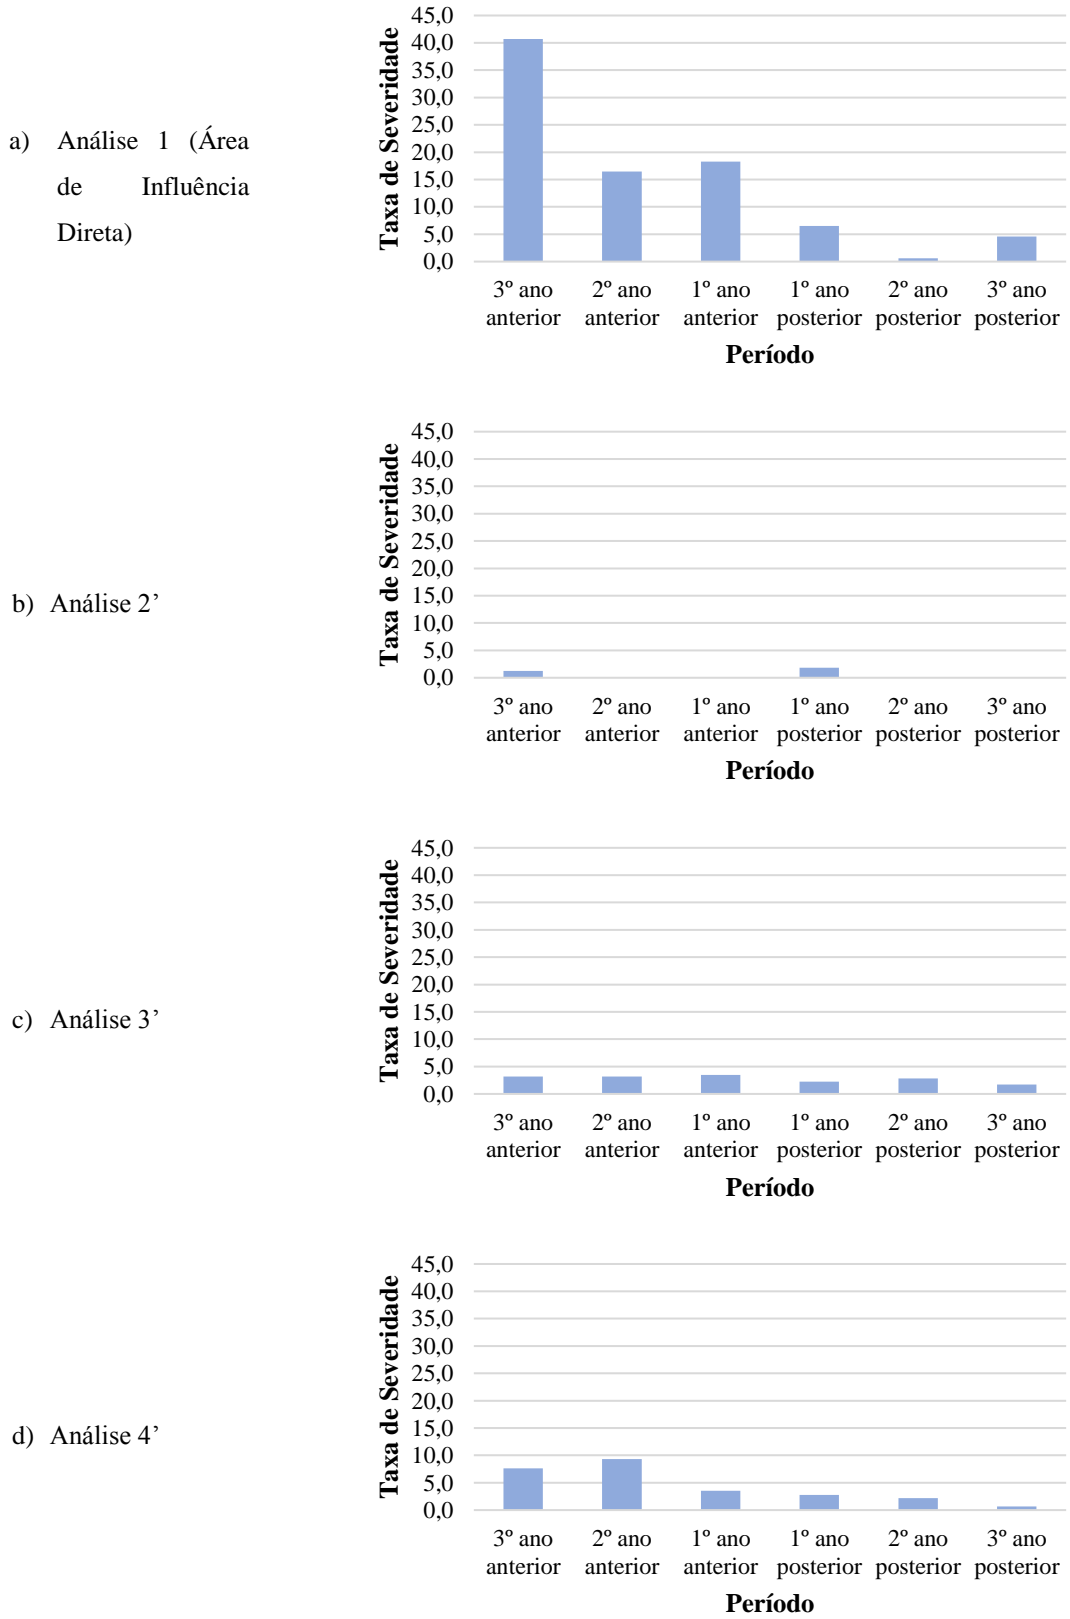 a) Análise 1 (Área
de Influência
Direta)
Taxa de Severidade
45,0
40,0
35,0
30,0
25,0
20,0
15,0
10,0
5,0
0,0
3º ano anterior
2º ano anterior
1º ano anterior
1º ano posterior
2º ano posterior
3º ano posterior
Período
b) Análise 2’
Taxa de Severidade
45,0
40,0
35,0
30,0
25,0
20,0
15,0
10,0
5,0
0,0
3º ano anterior
2º ano anterior
1º ano anterior
1º ano posterior
2º ano posterior
3º ano posterior
Período
c) Análise 3’
Taxa de Severidade
45,0
40,0
35,0
30,0
25,0
20,0
15,0
10,0
5,0
0,0
3º ano anterior
2º ano anterior
1º ano anterior
1º ano posterior
2º ano posterior
3º ano posterior
Período
d) Análise 4’
Taxa de Severidade
45,0
40,0
35,0
30,0
25,0
20,0
15,0
10,0
5,0
0,0
3º ano anterior
2º ano anterior
1º ano anterior
1º ano posterior
2º ano posterior
3º ano posterior
Período